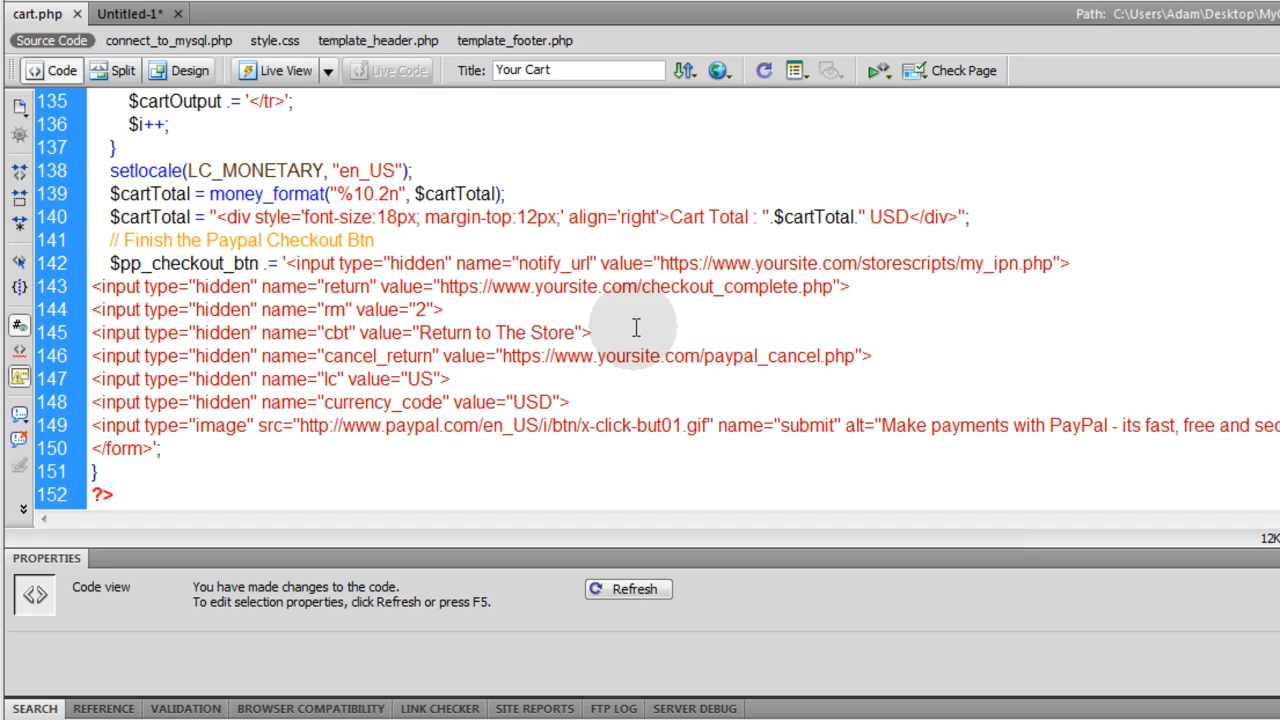 cart.php × Untitled-1* × Path: C:\Users\Adam\Desktop\My
Source Code connect_to_mysql.php style.css template_header.php template_footer.php
Code Split Design Live View Live Code Title: Your Cart Check Page
135 $cartOutput .= '</tr>';
136 $i++;
137 }
138 setlocale(LC_MONETARY, "en_US");
139 $cartTotal = money_format("%10.2n", $cartTotal);
140 $cartTotal = "<div style='font-size:18px; margin-top:12px;' align='right'>Cart Total : ".$cartTotal." USD</div>";
141 // Finish the Paypal Checkout Btn
142 $pp_checkout_btn .= '<input type="hidden" name="notify_url" value="https://www.yoursite.com/storescripts/my_ipn.php">
143 <input type="hidden" name="return" value="https://www.yoursite.com/checkout_complete.php">
144 <input type="hidden" name="rm" value="2">
145 <input type="hidden" name="cbt" value="Return to The Store">
146 <input type="hidden" name="cancel_return" value="https://www.yoursite.com/paypal_cancel.php">
147 <input type="hidden" name="lc" value="US">
148 <input type="hidden" name="currency_code" value="USD">
149 <input type="image" src="http://www.paypal.com/en_US/i/btn/x-click-but01.gif" name="submit" alt="Make payments with PayPal - its fast, free and sec
150 </form>';
151 }
152 ?>
12K
PROPERTIES
Code view You have made changes to the code. Refresh
To edit selection properties, click Refresh or press F5.
SEARCH REFERENCE VALIDATION BROWSER COMPATIBILITY LINK CHECKER SITE REPORTS FTP LOG SERVER DEBUG